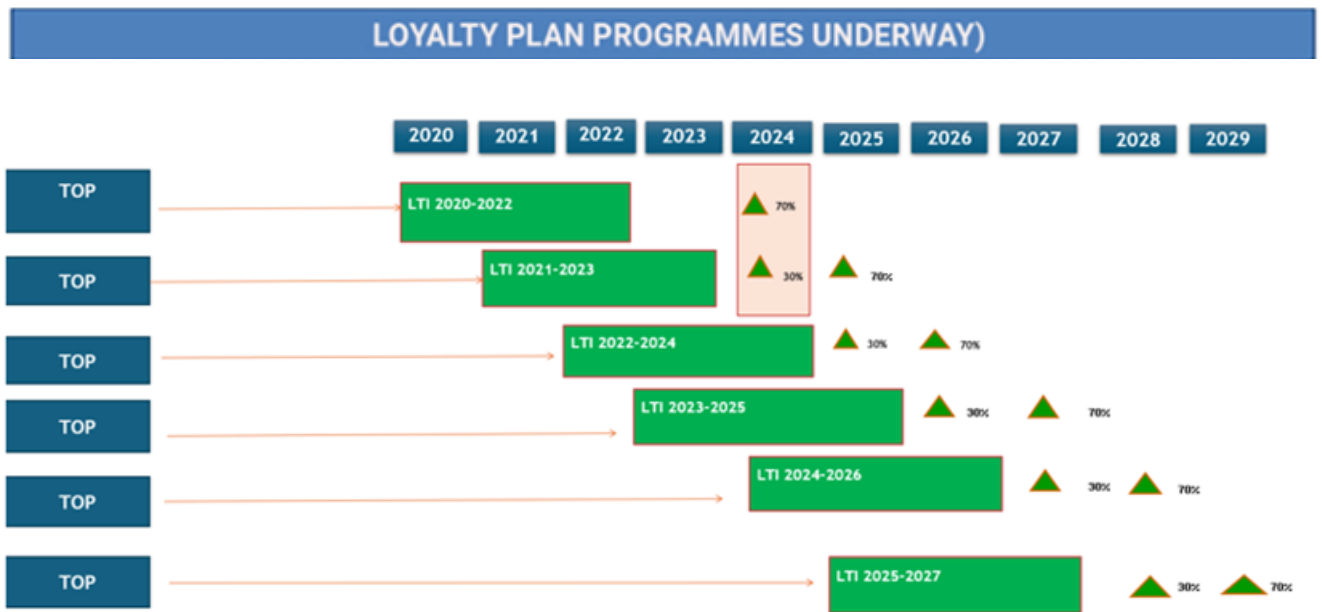 LOYALTY PLAN PROGRAMMES UNDERWAY)
2020 2021 2022 2023 2024 2025 2026 2027 2028 2029
TOP LTI 2020-2022 70%
TOP LTI 2021-2023 30% 70%
TOP LTI 2022-2024 30% 70%
TOP LTI 2023-2025 30% 70%
TOP LTI 2024-2026 30% 70%
TOP LTI 2025-2027 30% 70%